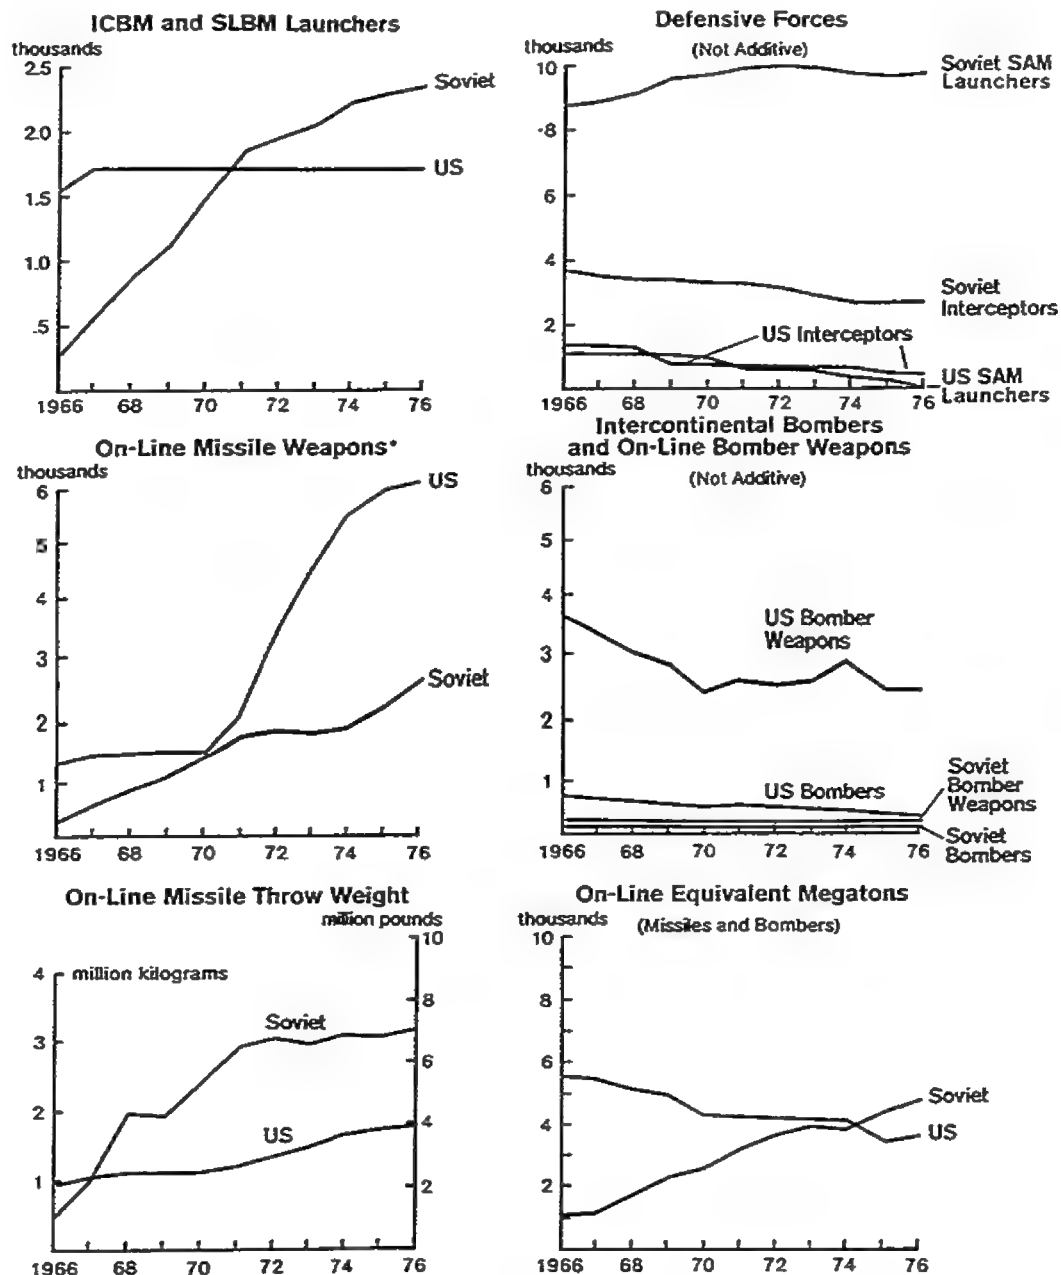 ICBM and SLBM Launchers
thousands
2.5
2.0
1.5
1.0
.5
Soviet
US
1966 68 70 72 74 76
Defensive Forces
(Not Additive)
thousands
10
-8
6
4
2
Soviet SAM
Launchers
Soviet
Interceptors
US Interceptors
US SAM
Launchers
1966 68 70 72 74 76
On-Line Missile Weapons*
thousands
6
5
4
3
2
1
US
Soviet
1966 68 70 72 74 76
Intercontinental Bombers
and On-Line Bomber Weapons
(Not Additive)
thousands
6
5
4
3
2
1
US Bomber
Weapons
US Bombers
Soviet
Bomber
Weapons
Soviet
Bombers
1966 68 70 72 74 76
On-Line Missile Throw Weight
million pounds
10
8
6
4
2
million kilograms
4
3
2
1
Soviet
US
1966 68 70 72 74 76
On-Line Equivalent Megatons
(Missiles and Bombers)
thousands
10
8
6
4
2
Soviet
US
1966 68 70 72 74 76